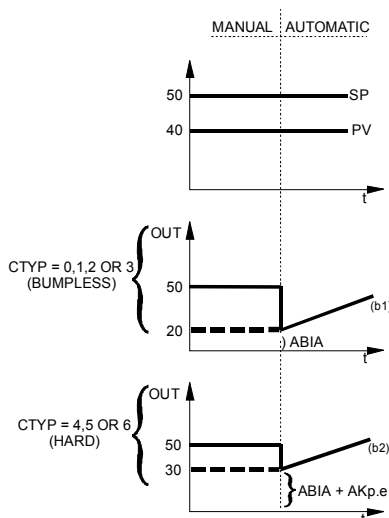 MANUAL AUTOMATIC
50 SP
40 PV
t
OUT
CTYP = 0,1,2 OR 3
(BUMPLESS)
50
(b1)
20
) ABIA
t
OUT
CTYP = 4,5 OR 6
(HARD)
50
(b2)
30
ABIA + AKp.e
t